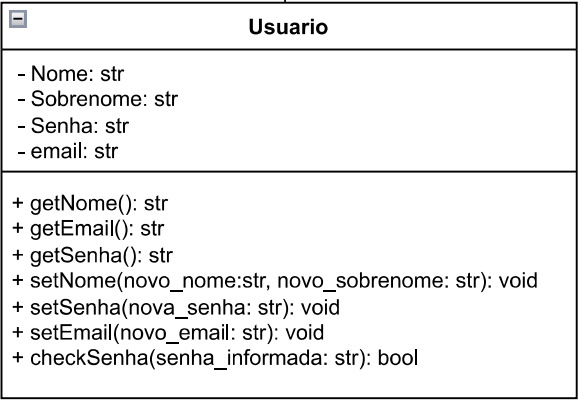 Usuario
- Nome: str
- Sobrenome: str
- Senha: str
- email: str
+ getNome(): str
+ getEmail(): str
+ getSenha(): str
+ setNome(novo_nome:str, novo_sobrenome: str): void
+ setSenha(nova_senha: str): void
+ setEmail(novo_email: str): void
+ checkSenha(senha_informada: str): bool